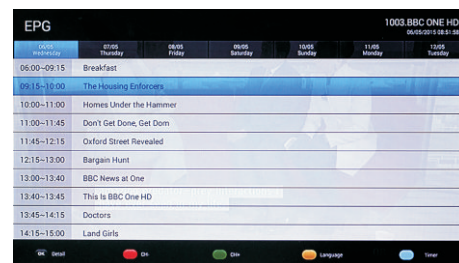 EPG
1003.BBC ONE HD
06/05/2015 08:51:58
06/05 07/05 08/05 09/05 10/05 11/05 12/05
Wednesday Thursday Friday Saturday Sunday Monday Tuesday
06:00~09:15 Breakfast
09:15~10:00 The Housing Enforcers
10:00~11:00 Homes Under the Hammer
11:00~11:45 Don't Get Done, Get Dom
11:45~12:15 Oxford Street Revealed
12:15~13:00 Bargain Hunt
13:00~13:40 BBC News at One
13:40~13:45 This Is BBC One HD
13:45~14:15 Doctors
14:15~15:00 Land Girls
OK Detail D- D+ Language Timer